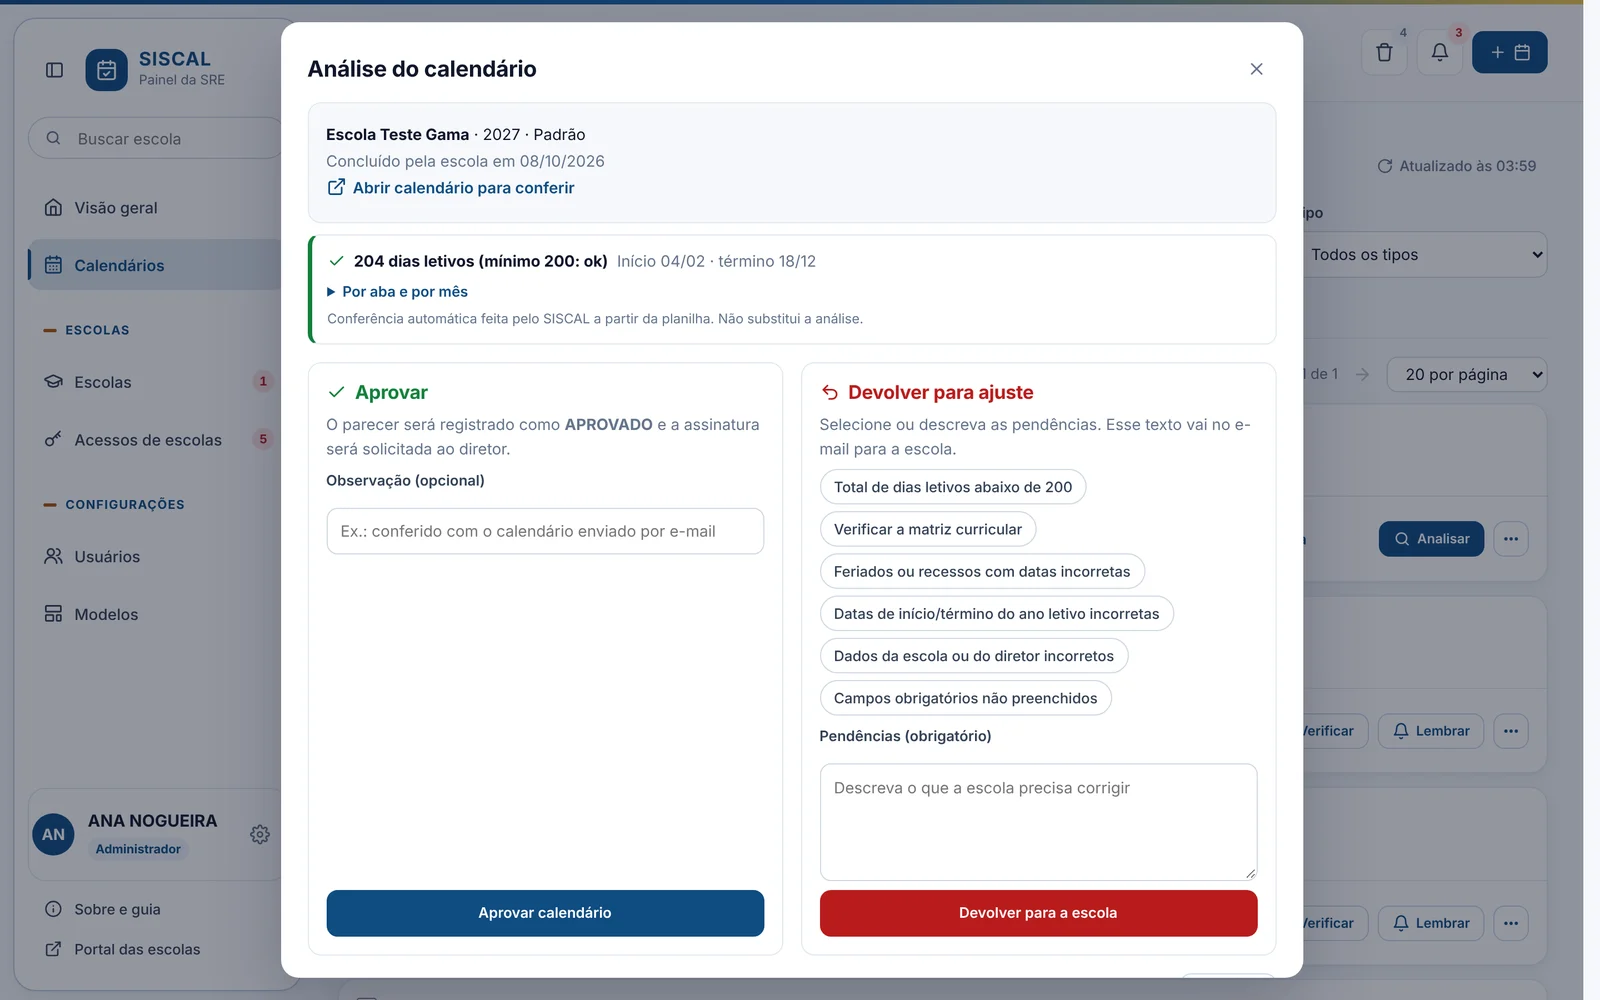 SISCAL
Painel da SRE
Buscar escola
Visão geral
Calendários
ESCOLAS
Escolas
1
Acessos de escolas
5
CONFIGURAÇÕES
Usuários
Modelos
AN
ANA NOGUEIRA
Administrador
Sobre e guia
Portal das escolas
4
3
Atualizado às 03:59
Todos os tipos
de 1
20 por página
Analisar
Lembrar
Lembrar
Análise do calendário
Escola Teste Gama · 2027 · Padrão
Concluído pela escola em 08/10/2026
Abrir calendário para conferir
204 dias letivos (mínimo 200: ok) Início 04/02 · término 18/12
Por aba e por mês
Conferência automática feita pelo SISCAL a partir da planilha. Não substitui a análise.
Aprovar
O parecer será registrado como APROVADO e a assinatura
será solicitada ao diretor.
Observação (opcional)
Ex.: conferido com o calendário enviado por e-mail
Aprovar calendário
Devolver para ajuste
Selecione ou descreva as pendências. Esse texto vai no e-
mail para a escola.
Total de dias letivos abaixo de 200
Verificar a matriz curricular
Feriados ou recessos com datas incorretas
Datas de início/término do ano letivo incorretas
Dados da escola ou do diretor incorretos
Campos obrigatórios não preenchidos
Pendências (obrigatório)
Descreva o que a escola precisa corrigir
Devolver para a escola